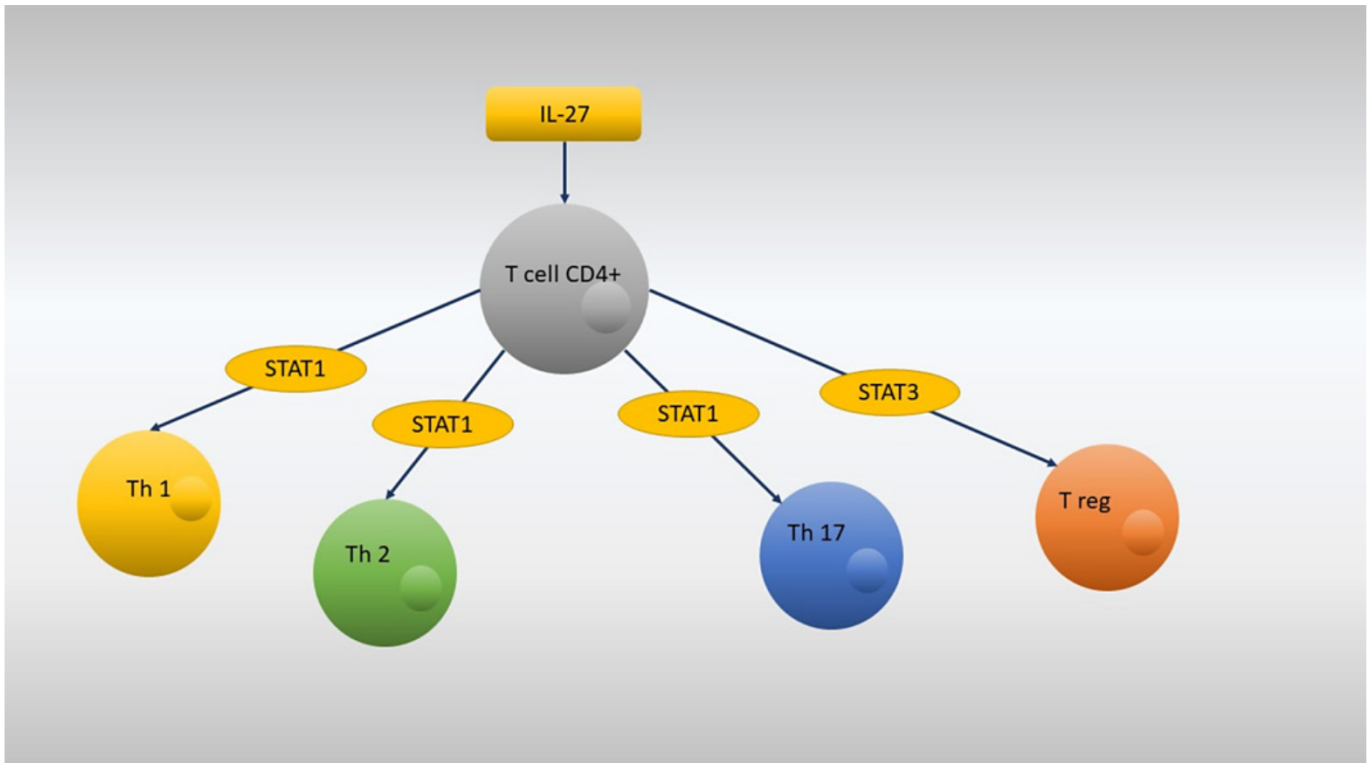 IL-27
T cell CD4+
STAT1
STAT1
STAT1
STAT3
Th 1
Th 2
Th 17
T reg